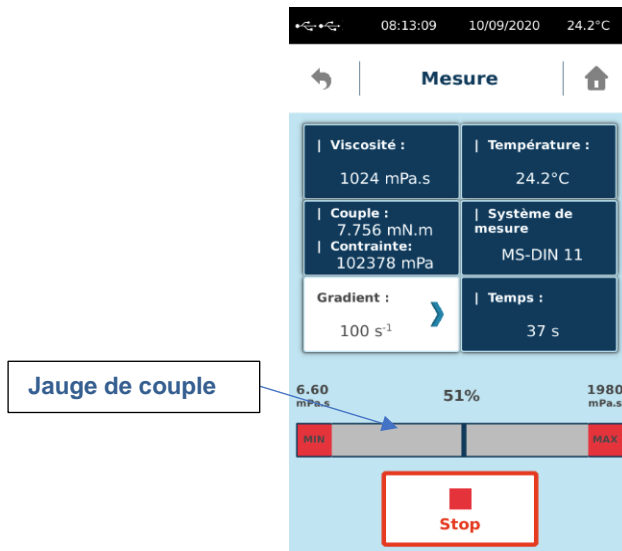 08:13:09 10/09/2020 24.2°C
Mesure
| Viscosité :
1024 mPa.s
| Température :
24.2°C
| Couple :
7.756 mN.m
| Contrainte:
102378 mPa
| Système de
mesure
MS-DIN 11
Gradient :
100 s⁻¹
| Temps :
37 s
Jauge de couple
6.60
mPa.s
51%
1980
mPa.s
MIN
MAX
Stop